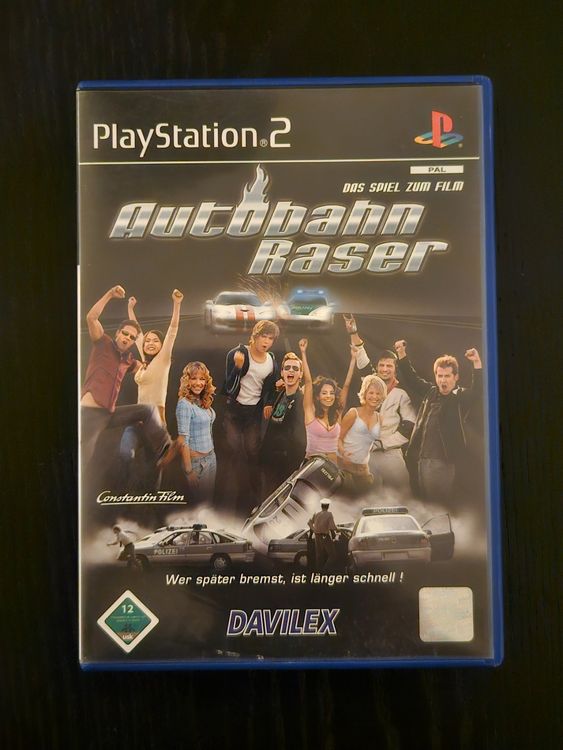 PlayStation®2
PAL
DAS SPIEL ZUM FILM
Autobahn
Raser
Constantin Film
POLIZEI
POLIZEI
Wer später bremst, ist länger schnell !
12
usk
DAVILEX